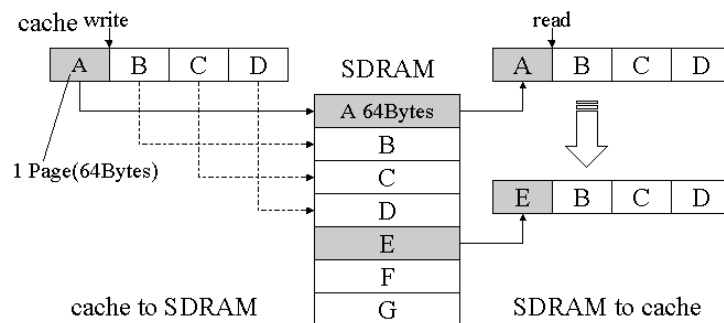 cache write
A B C D
1 Page(64Bytes)
cache to SDRAM
SDRAM
A 64Bytes
B
C
D
E
F
G
read
A B C D
E B C D
SDRAM to cache